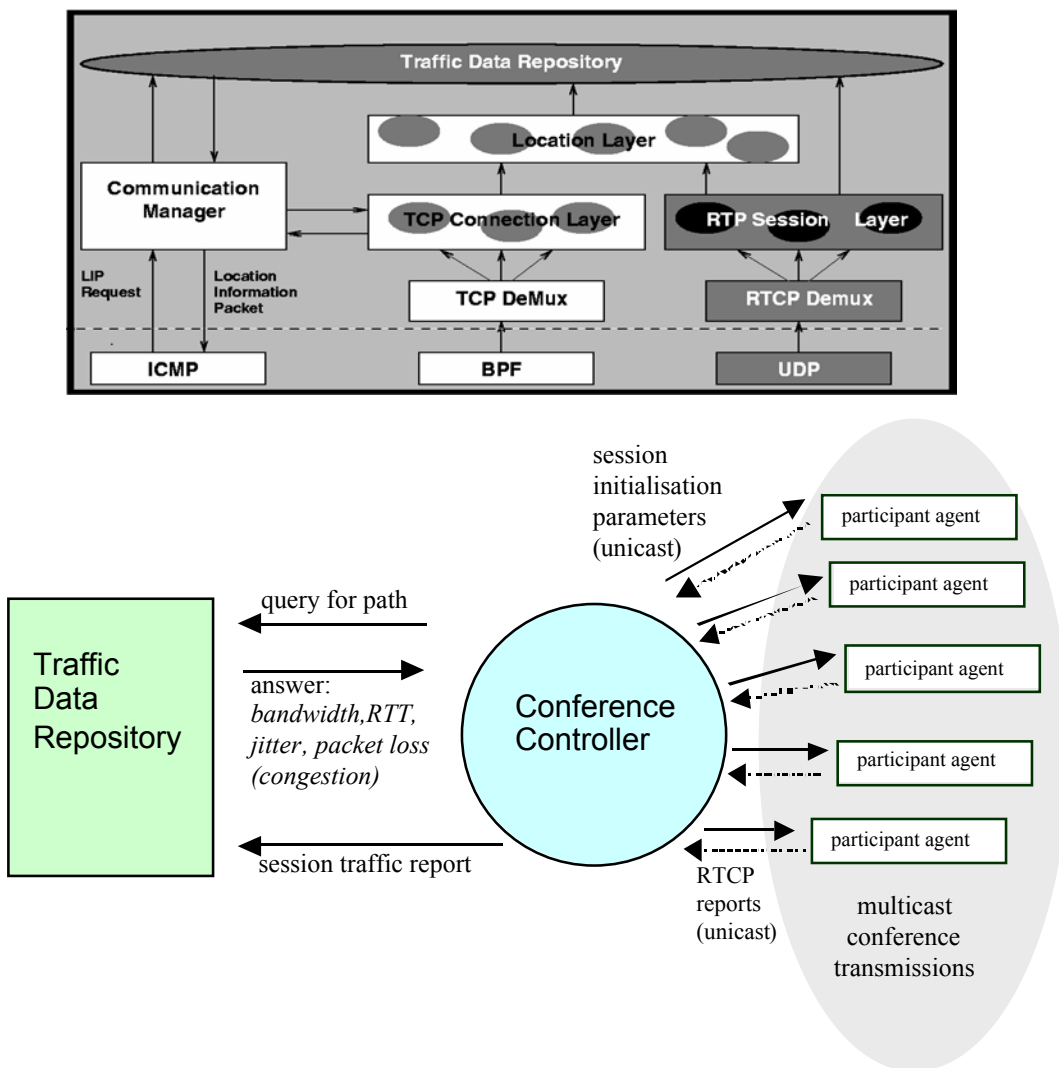 Traffic Data Repository
Location Layer
Communication
Manager
TCP Connection Layer
RTP Session Layer
LIP
Request
Location
Information
Packet
TCP DeMux
RTCP Demux
ICMP
BPF
UDP
session
initialisation
parameters
(unicast)
participant agent
participant agent
participant agent
participant agent
participant agent
query for path
Traffic
Data
Repository
answer:
bandwidth,RTT,
jitter, packet loss
(congestion)
Conference
Controller
session traffic report
RTCP
reports
(unicast)
multicast
conference
transmissions